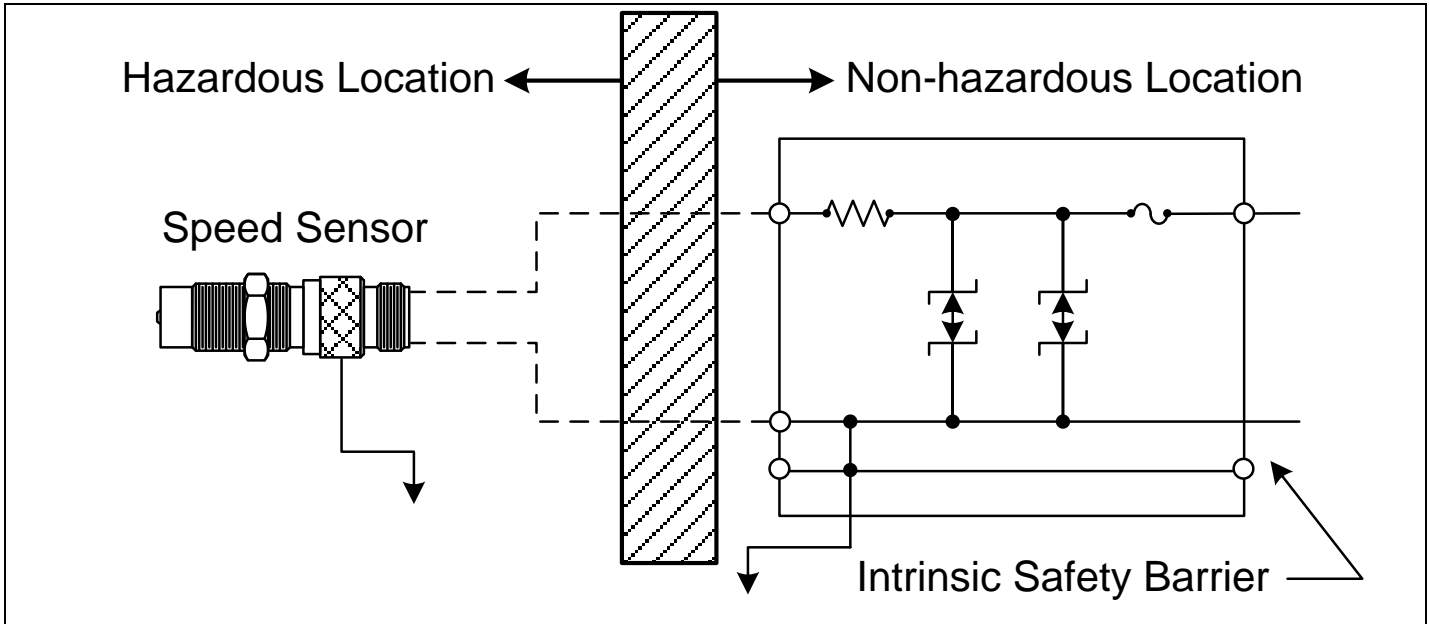 Hazardous Location
Non-hazardous Location
Speed Sensor
Intrinsic Safety Barrier